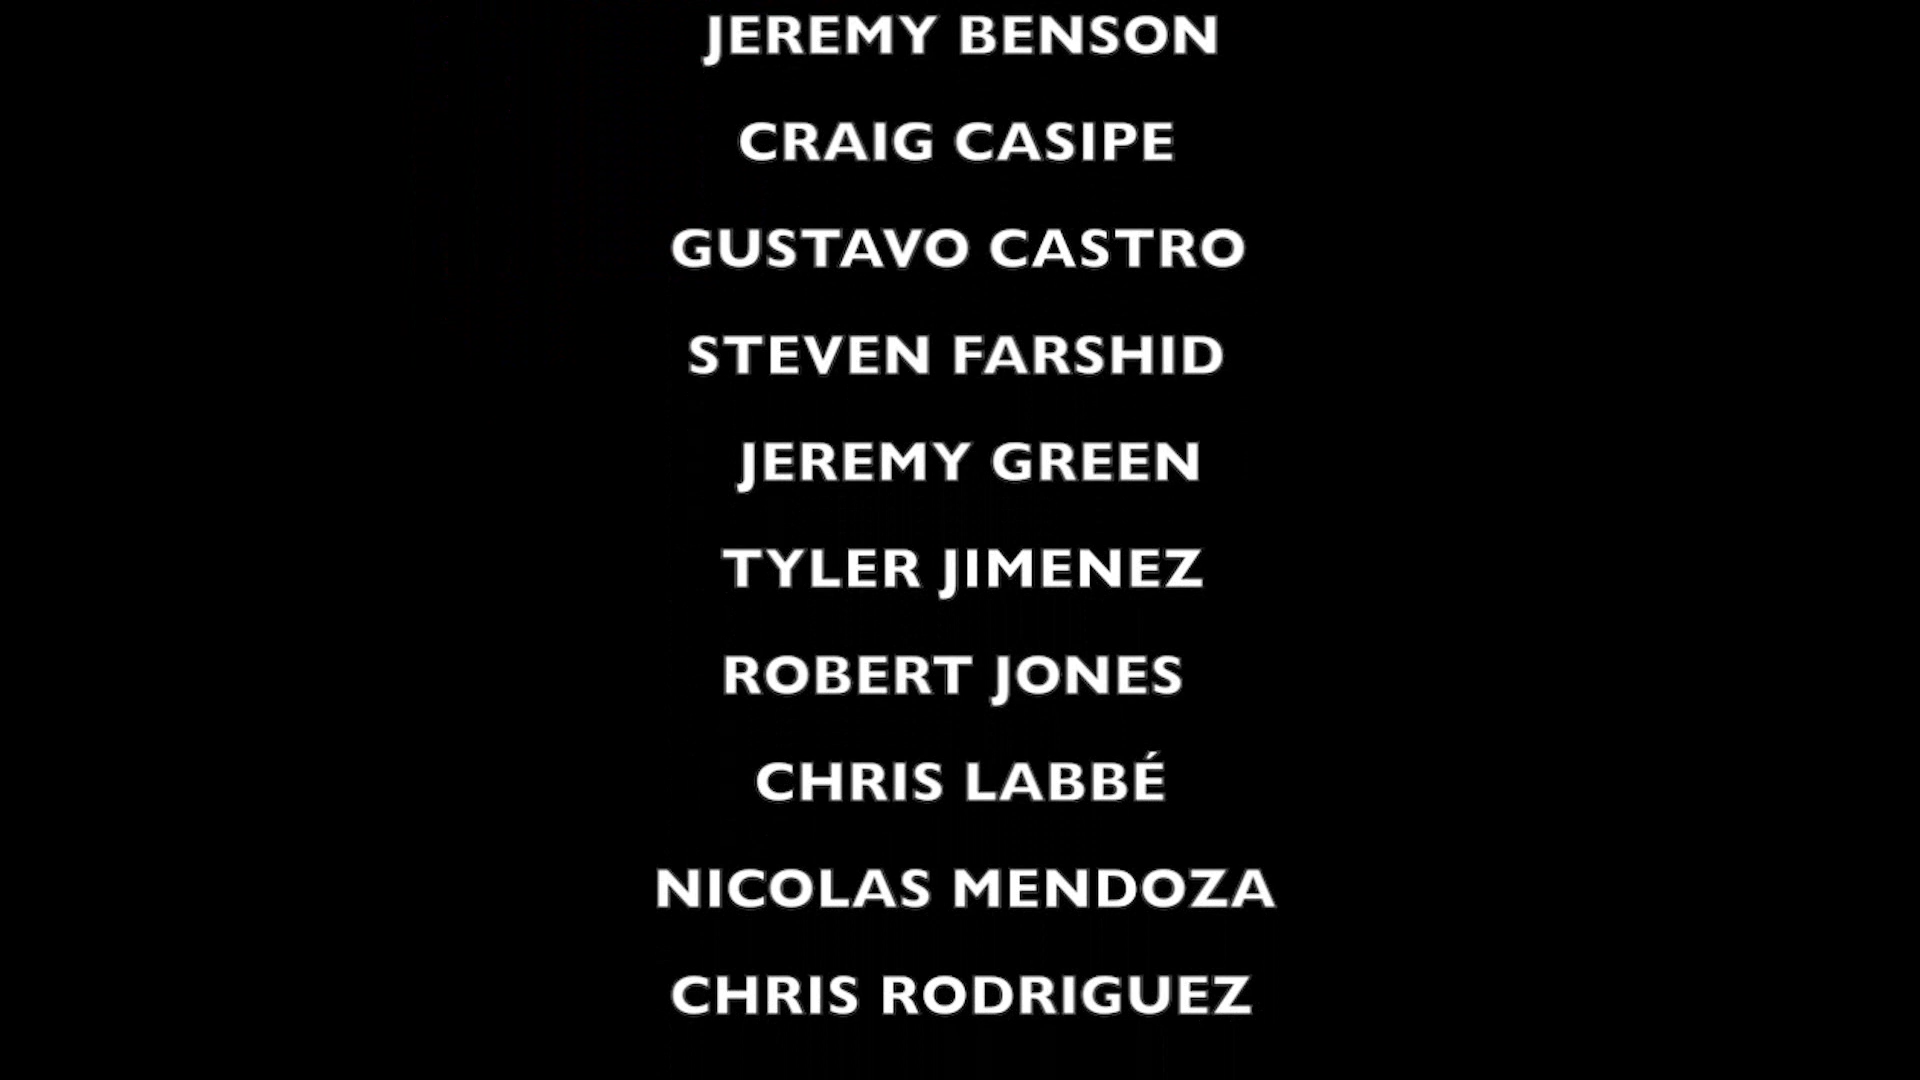 JEREMY BENSON
CRAIG CASIPE
GUSTAVO CASTRO
STEVEN FARSHID
JEREMY GREEN
TYLER JIMENEZ
ROBERT JONES
CHRIS LABBÉ
NICOLAS MENDOZA
CHRIS RODRIGUEZ